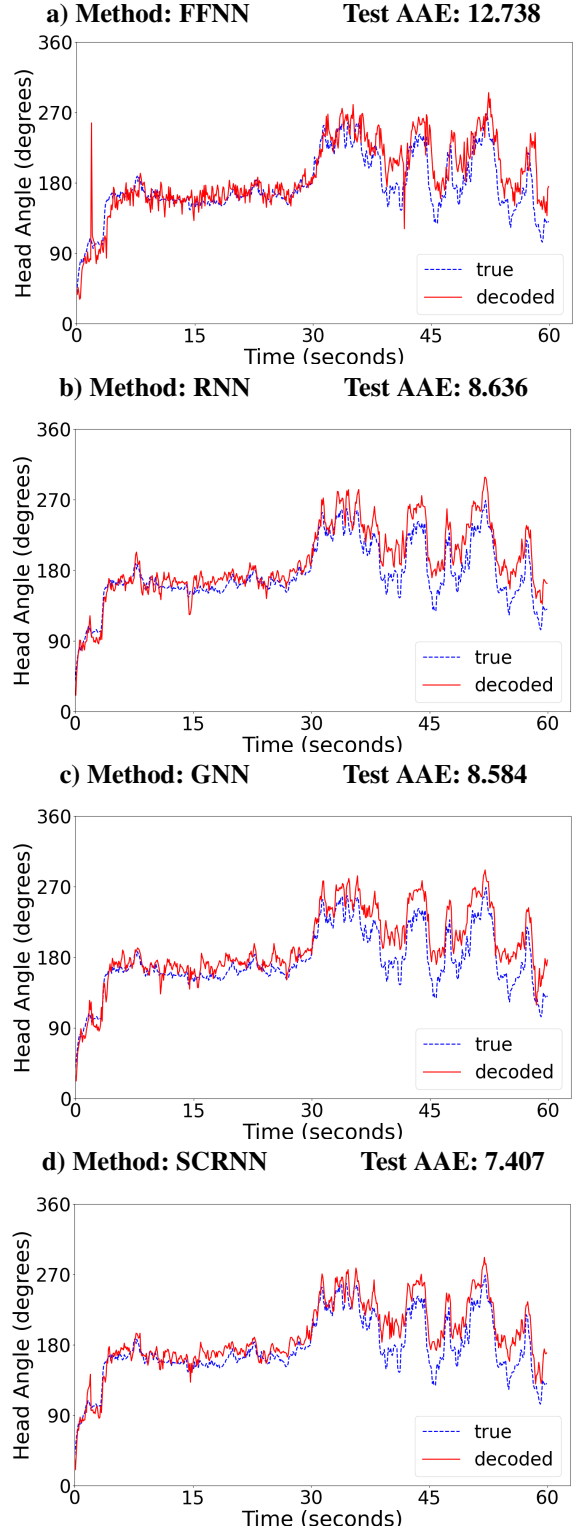 a) Method: FFNN Test AAE: 12.738
360
270
180
90
0
Head Angle (degrees)
true
decoded
0 15 30 45 60
Time (seconds)
b) Method: RNN Test AAE: 8.636
360
270
180
90
0
Head Angle (degrees)
true
decoded
0 15 30 45 60
Time (seconds)
c) Method: GNN Test AAE: 8.584
360
270
180
90
0
Head Angle (degrees)
true
decoded
0 15 30 45 60
Time (seconds)
d) Method: SCRNN Test AAE: 7.407
360
270
180
90
0
Head Angle (degrees)
true
decoded
0 15 30 45 60
Time (seconds)